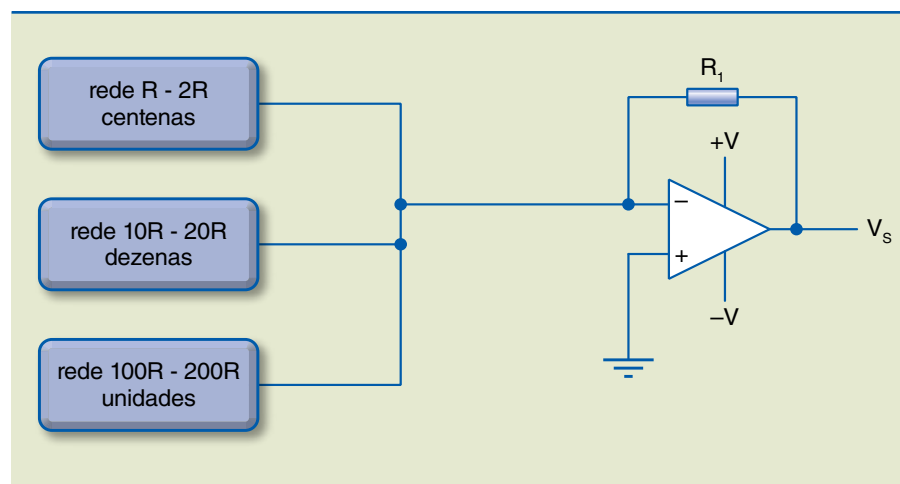 rede R - 2R
centenas
rede 10R - 20R
dezenas
rede 100R - 200R
unidades
R₁
+V
–
+
–V
Vₛ